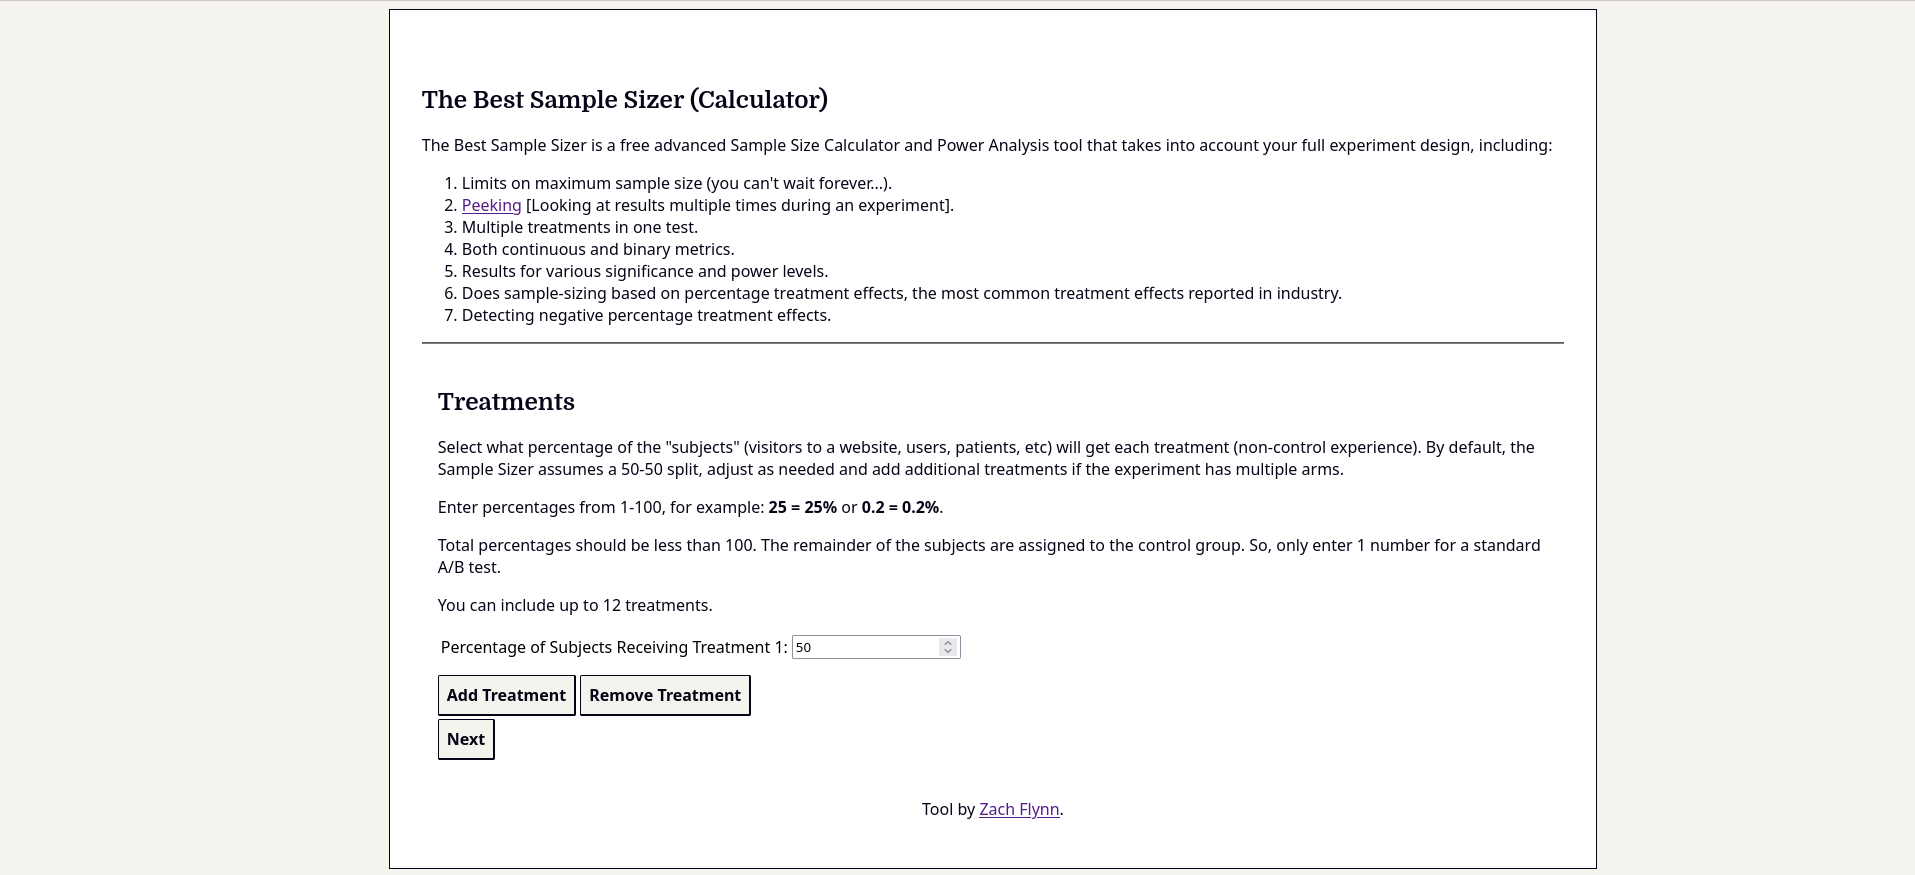 The Best Sample Sizer (Calculator)
The Best Sample Sizer is a free advanced Sample Size Calculator and Power Analysis tool that takes into account your full experiment design, including:
1. Limits on maximum sample size (you can't wait forever...).
2. Peeking [Looking at results multiple times during an experiment].
3. Multiple treatments in one test.
4. Both continuous and binary metrics.
5. Results for various significance and power levels.
6. Does sample-sizing based on percentage treatment effects, the most common treatment effects reported in industry.
7. Detecting negative percentage treatment effects.
Treatments
Select what percentage of the "subjects" (visitors to a website, users, patients, etc) will get each treatment (non-control experience). By default, the
Sample Sizer assumes a 50-50 split, adjust as needed and add additional treatments if the experiment has multiple arms.
Enter percentages from 1-100, for example: 25 = 25% or 0.2 = 0.2%.
Total percentages should be less than 100. The remainder of the subjects are assigned to the control group. So, only enter 1 number for a standard
A/B test.
You can include up to 12 treatments.
Percentage of Subjects Receiving Treatment 1: 50
Add Treatment Remove Treatment
Next
Tool by Zach Flynn.